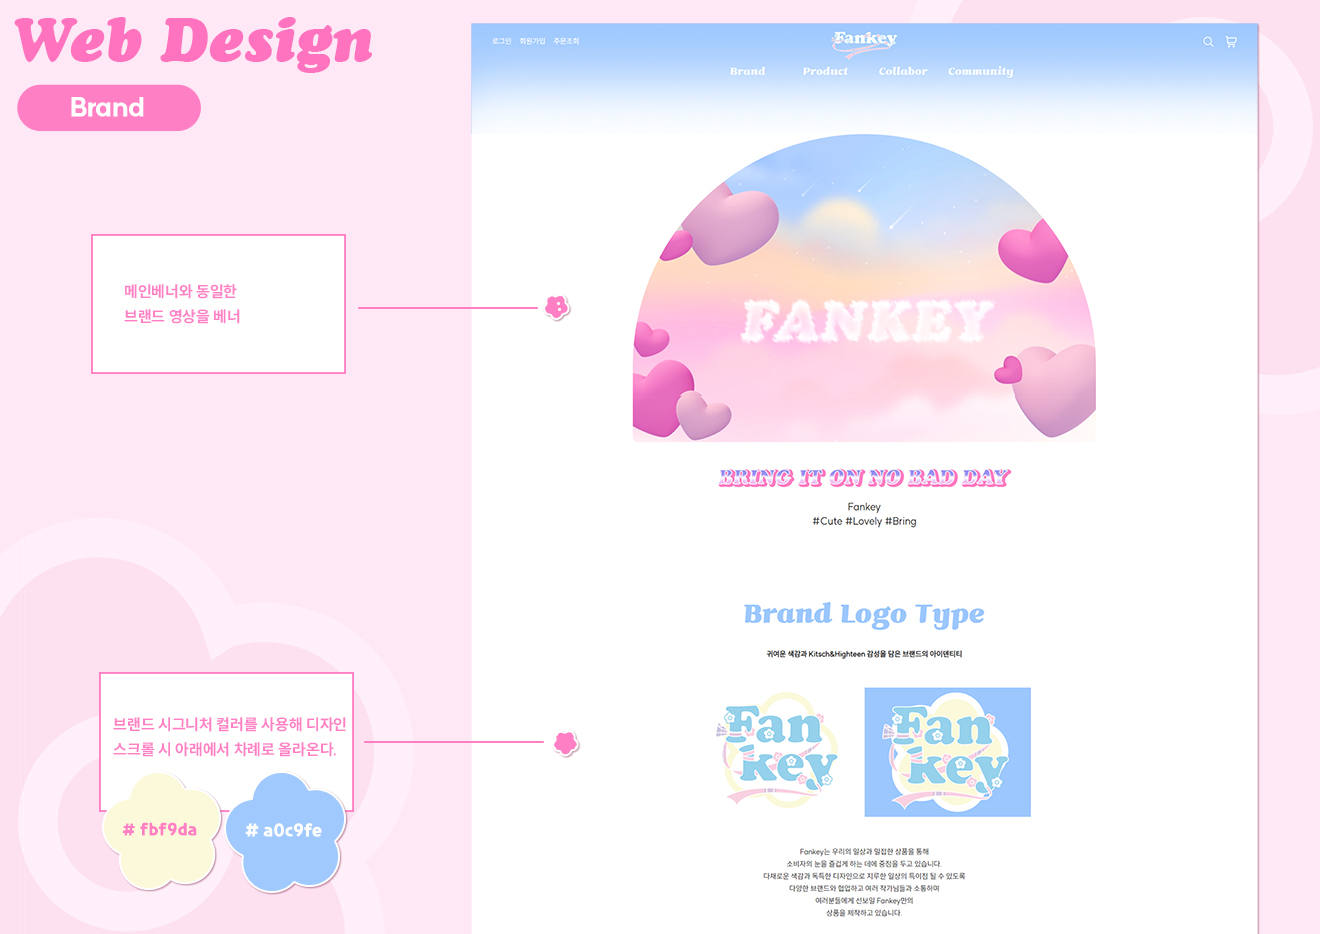 Web Design
Brand
로그인 회원가입 주문조회
Fankey
Brand Product Collabor Community
메인베너와 동일한
브랜드 영상을 베너
FANKEY
BRING IT ON NO BAD DAY
Fankey
#Cute #Lovely #Bring
Brand Logo Type
귀여운 색감과 Kitsch&Highteen 감성을 담은 브랜드의 아이덴티티
브랜드 시그니처 컬러를 사용해 디자인
스크롤 시 아래에서 차례로 올라온다.
# fbf9da
# a0c9fe
Fan
key
Fan
key
Fankey는 우리의 일상과 밀접한 상품을 통해
소비자의 눈을 즐겁게 하는 데에 중점을 두고 있습니다.
다채로운 색감과 독특한 디자인으로 지루한 일상의 특이점 될 수 있도록
다양한 브랜드와 협업하고 여러 작가님들과 소통하며
여러분들에게 선보일 Fankey만의
상품을 제작하고 있습니다.